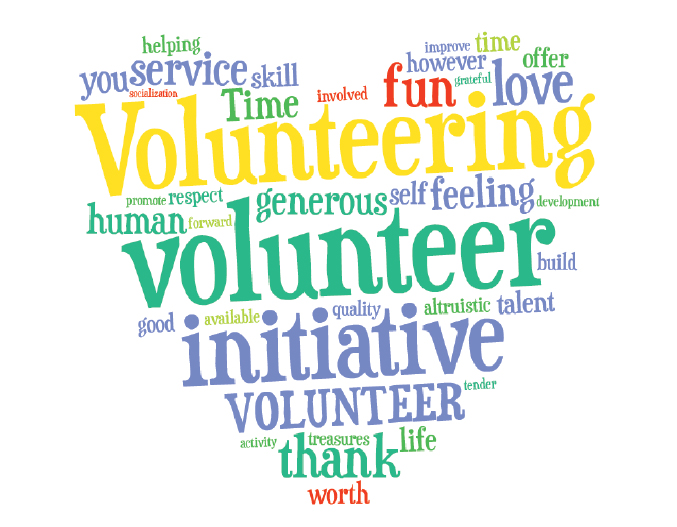 helping
improve time
you service skill however offer
socialization grateful
Time involved fun love
Volunteering
promote respect generous self feeling development
human forward
volunteer build
good available quality altruistic talent
initiative
VOLUNTEER tender
activity treasures life
thank
worth